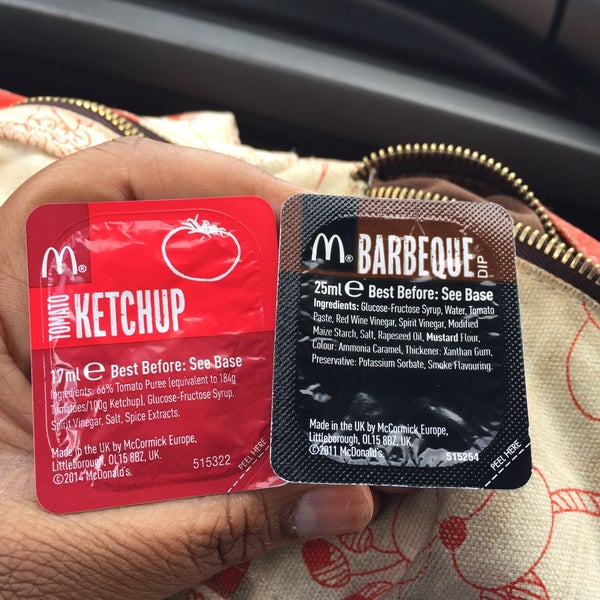 M®
TOMATO
KETCHUP
17ml e Best Before: See Base
Ingredients: 66% Tomato Puree (equivalent to 184g
Tomatoes/100g Ketchup), Glucose-Fructose Syrup,
Spirit Vinegar, Salt, Spice Extracts.
Made in the UK by McCormick Europe,
Littleborough, OL15 8BZ, UK.
©2014 McDonald's.
515322
PEEL HERE
M®
BARBEQUE
DIP
25ml e Best Before: See Base
Ingredients: Glucose-Fructose Syrup, Water, Tomato
Paste, Red Wine Vinegar, Spirit Vinegar, Modified
Maize Starch, Salt, Rapeseed Oil, Mustard Flour,
Colour: Ammonia Caramel, Thickener: Xanthan Gum,
Preservative: Potassium Sorbate, Smoke Flavouring.
Made in the UK by McCormick Europe,
Littleborough, OL15 8BZ, UK.
©2011 McDonald's.
515254
PEEL HERE